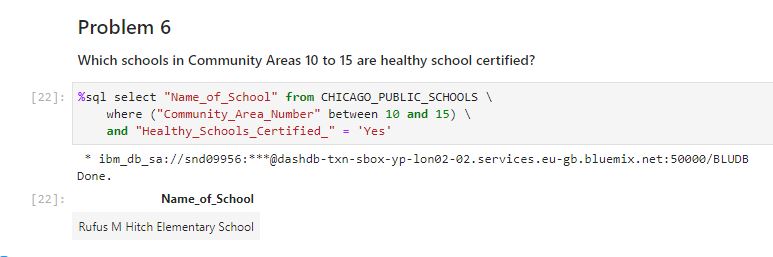 Problem 6
Which schools in Community Areas 10 to 15 are healthy school certified?
[22]: %sql select "Name_of_School" from CHICAGO_PUBLIC_SCHOOLS \
where ("Community_Area_Number" between 10 and 15) \
and "Healthy_Schools_Certified_" = 'Yes'
* ibm_db_sa://snd09956:***@dashdb-txn-sbox-yp-lon02-02.services.eu-gb.bluemix.net:50000/BLUDB
Done.
[22]: Name_of_School
Rufus M Hitch Elementary School